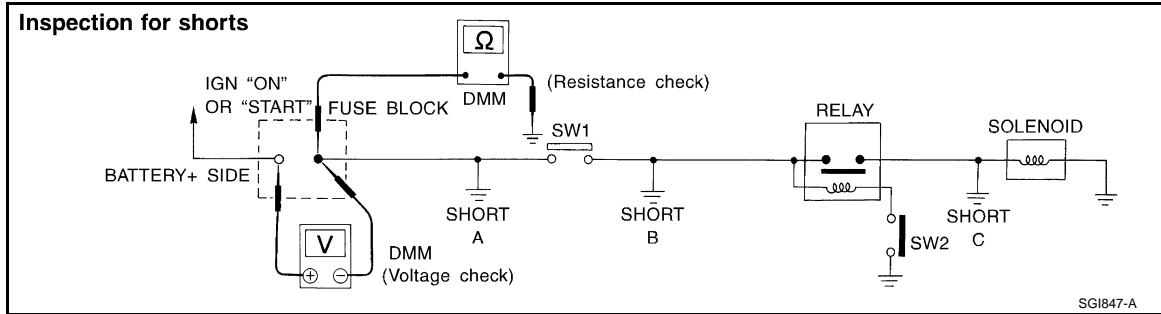 Inspection for shorts
Ω
DMM
(Resistance check)
IGN "ON"
OR "START"
FUSE BLOCK
BATTERY+ SIDE
SW1
RELAY
SOLENOID
SHORT
A
SHORT
B
SHORT
C
SW2
V
+ −
DMM
(Voltage check)
SGI847-A